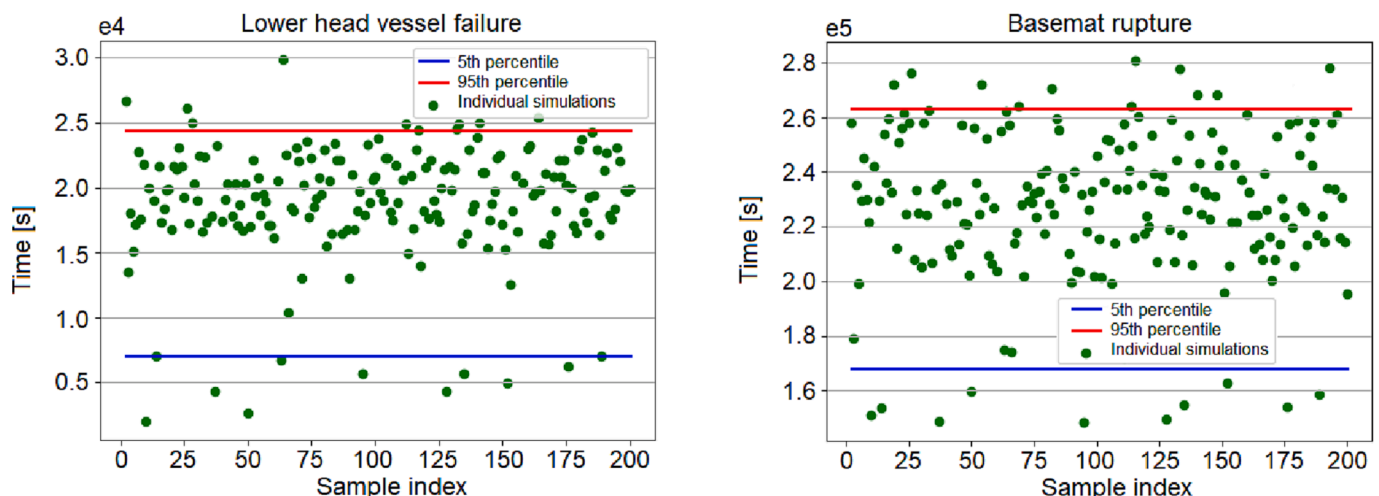 Lower head vessel failure
e4
3.0
2.5
2.0
1.5
1.0
0.5
Time [s]
0 25 50 75 100 125 150 175 200
Sample index
5th percentile
95th percentile
Individual simulations
Basemat rupture
e5
2.8
2.6
2.4
2.2
2.0
1.8
1.6
Time [s]
0 25 50 75 100 125 150 175 200
Sample index
5th percentile
95th percentile
Individual simulations